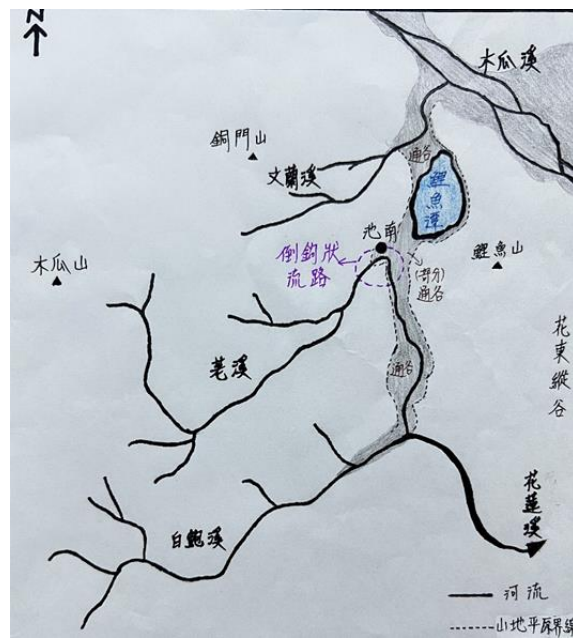 N
木瓜溪
銅門山
通谷
文蘭溪
鯉魚潭
池南
倒鉤狀
流路
鯉魚山
(部分)
通谷
木瓜山
花東縱谷
荖溪
通谷
花蓮溪
白鮑溪
河流
山地平原界線